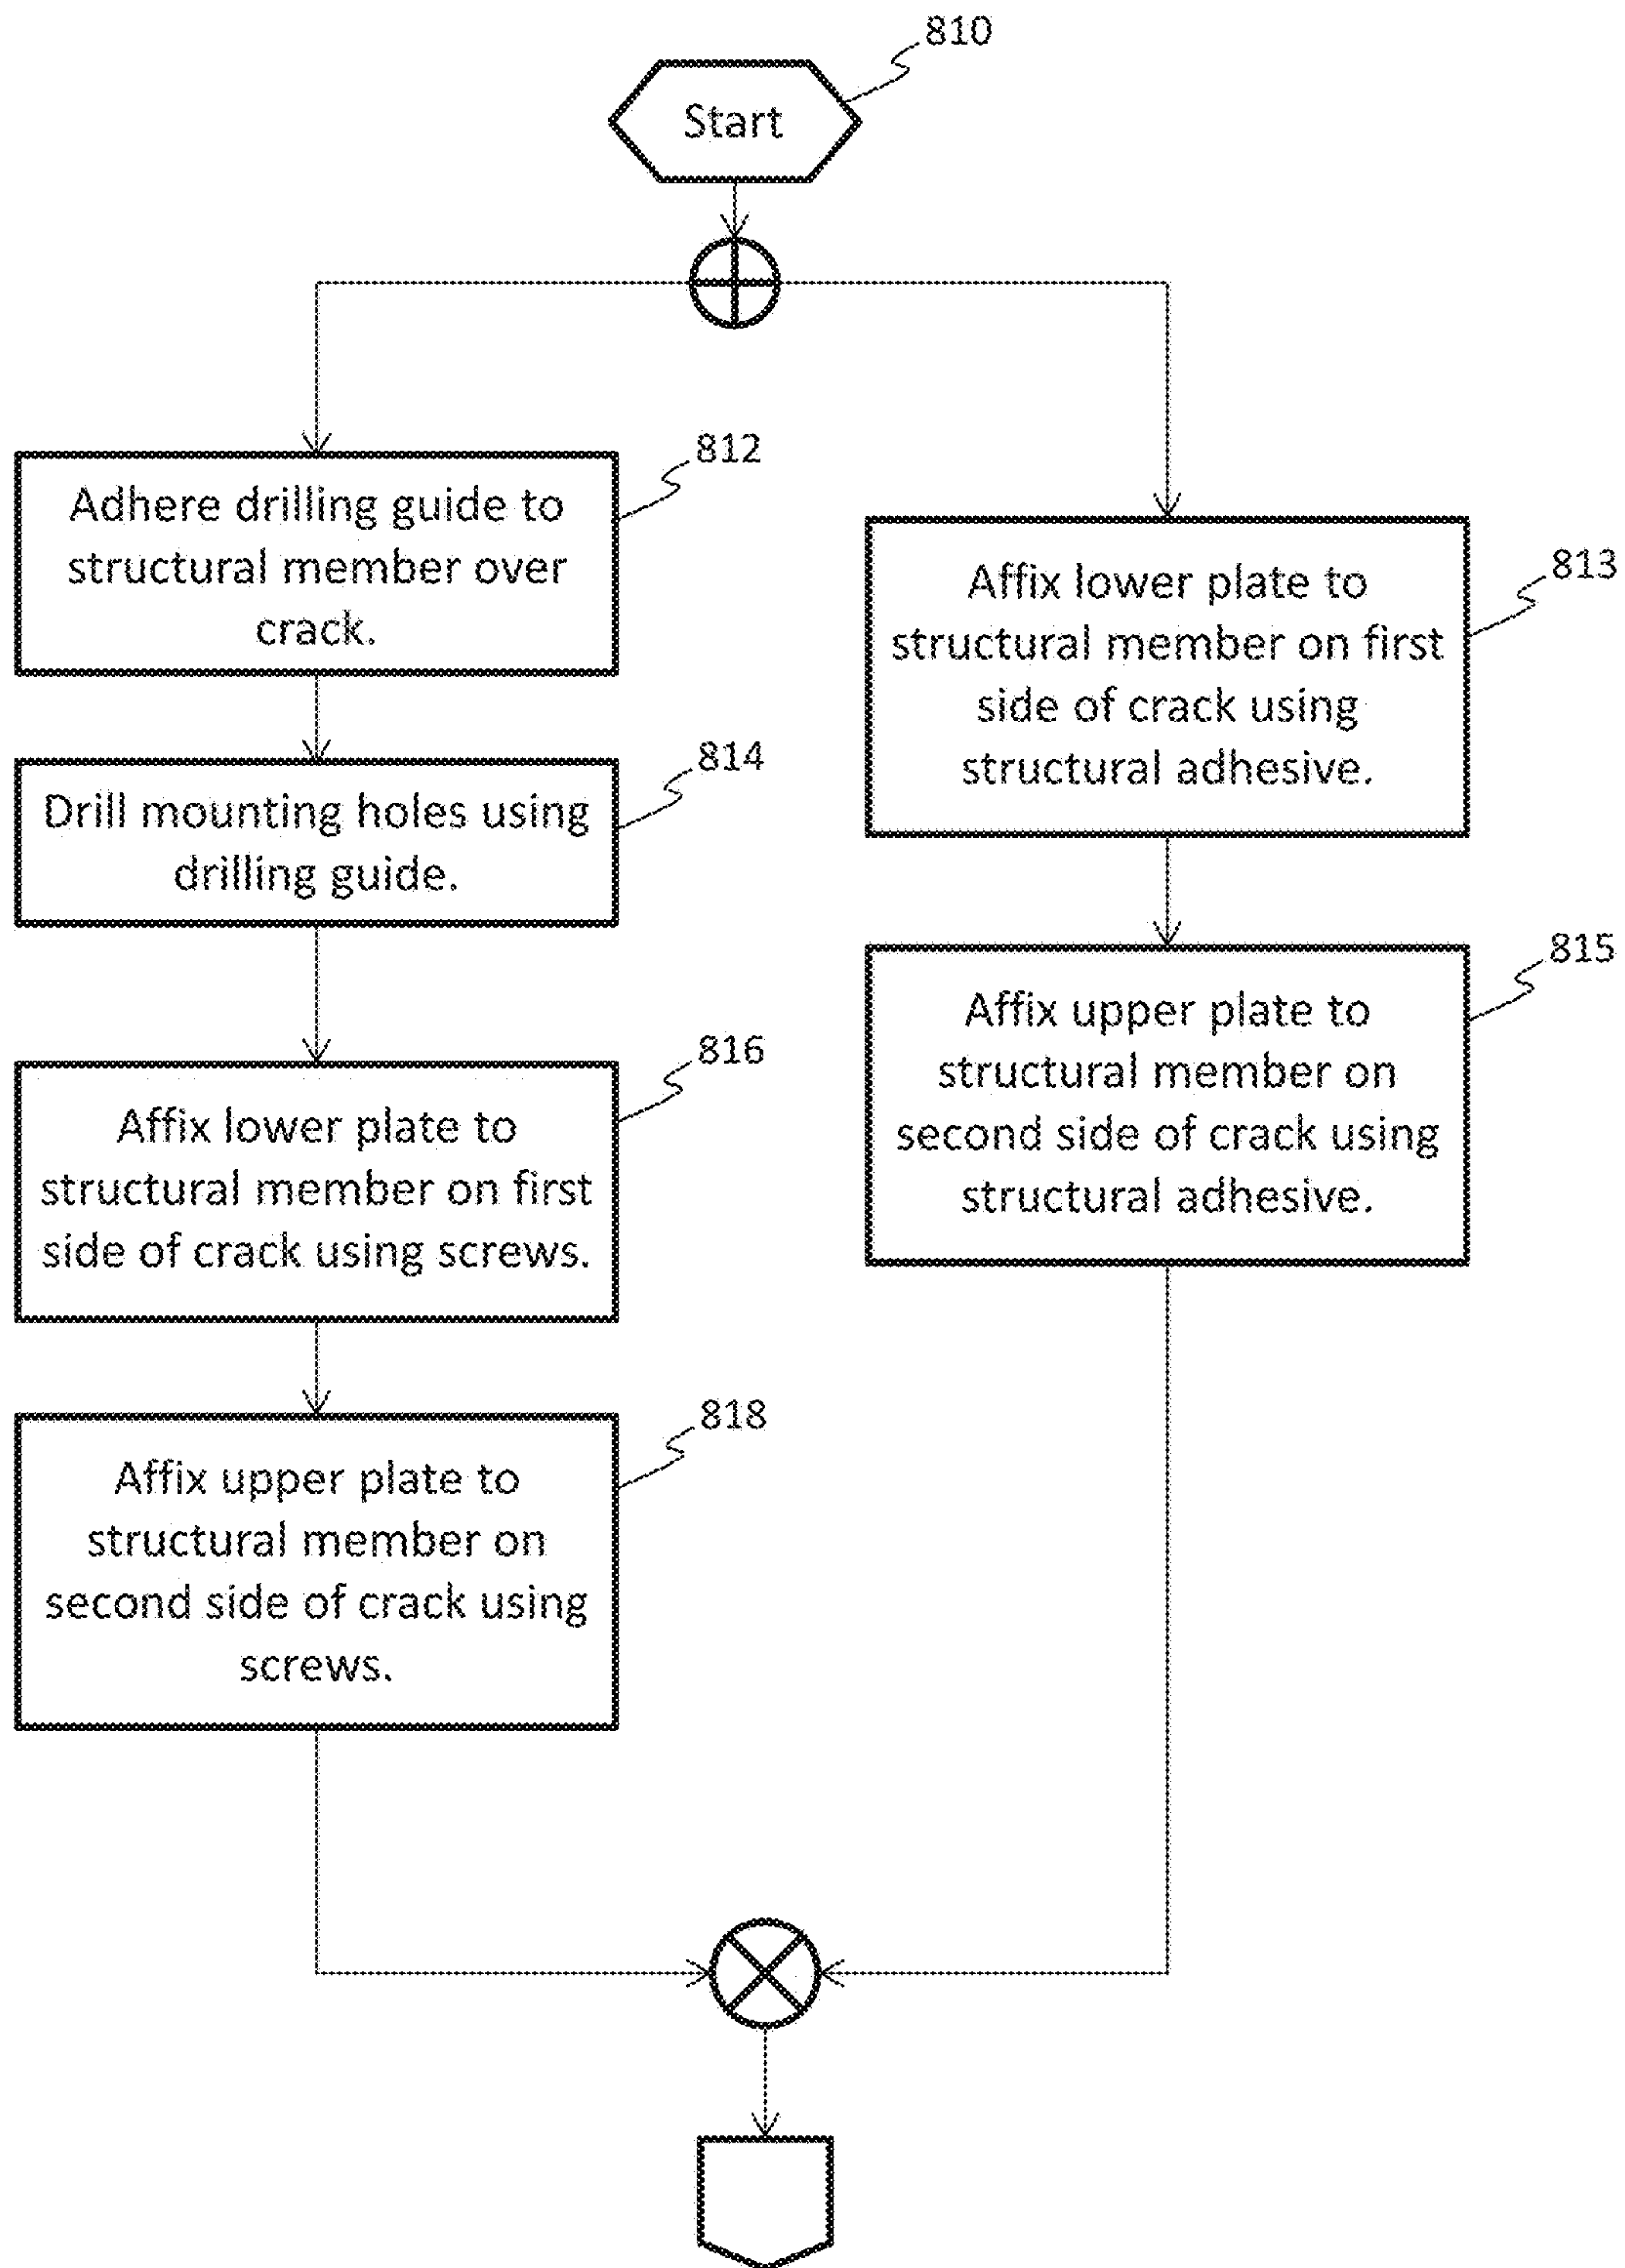 810
Start
812
Adhere drilling guide to
structural member over
crack.
814
Drill mounting holes using
drilling guide.
816
Affix lower plate to
structural member on first
side of crack using screws.
818
Affix upper plate to
structural member on
second side of crack using
screws.
813
Affix lower plate to
structural member on first
side of crack using
structural adhesive.
815
Affix upper plate to
structural member on
second side of crack using
structural adhesive.